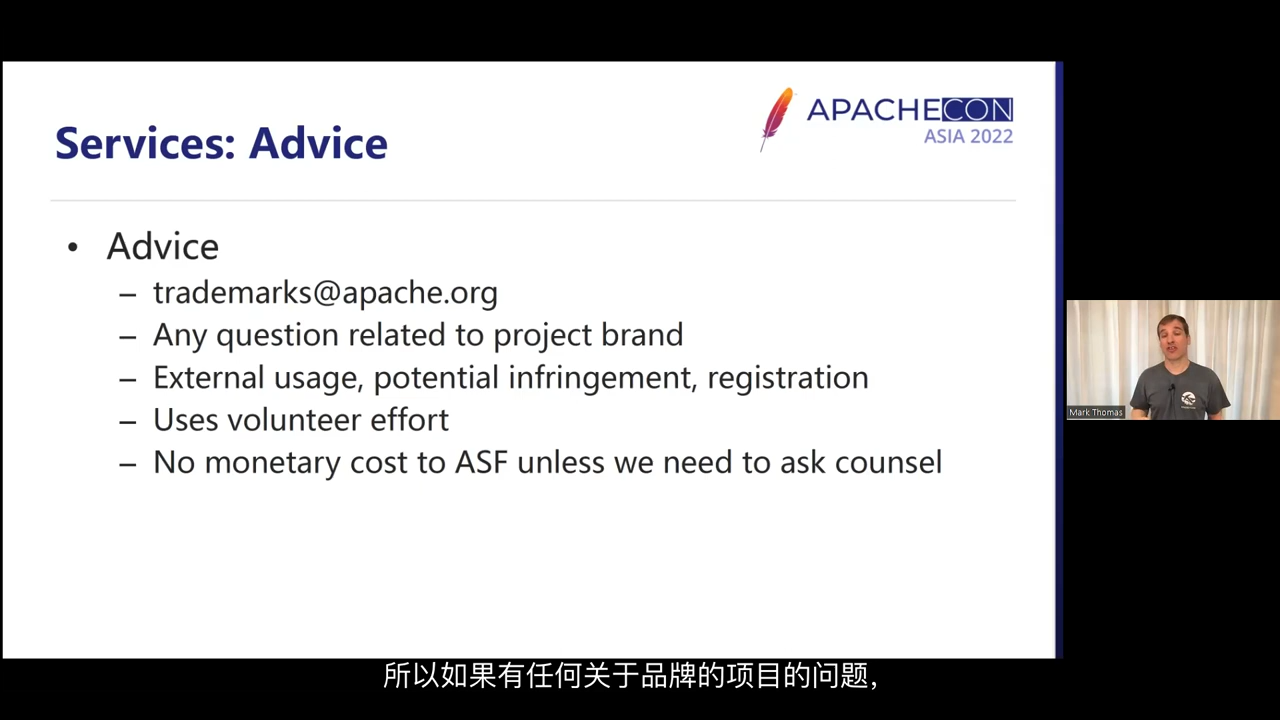 APACHECON
ASIA 2022
Services: Advice
• Advice
– trademarks@apache.org
– Any question related to project brand
– External usage, potential infringement, registration
– Uses volunteer effort
– No monetary cost to ASF unless we need to ask counsel
Mark Thomas
所以如果有任何关于品牌的项目的问题,